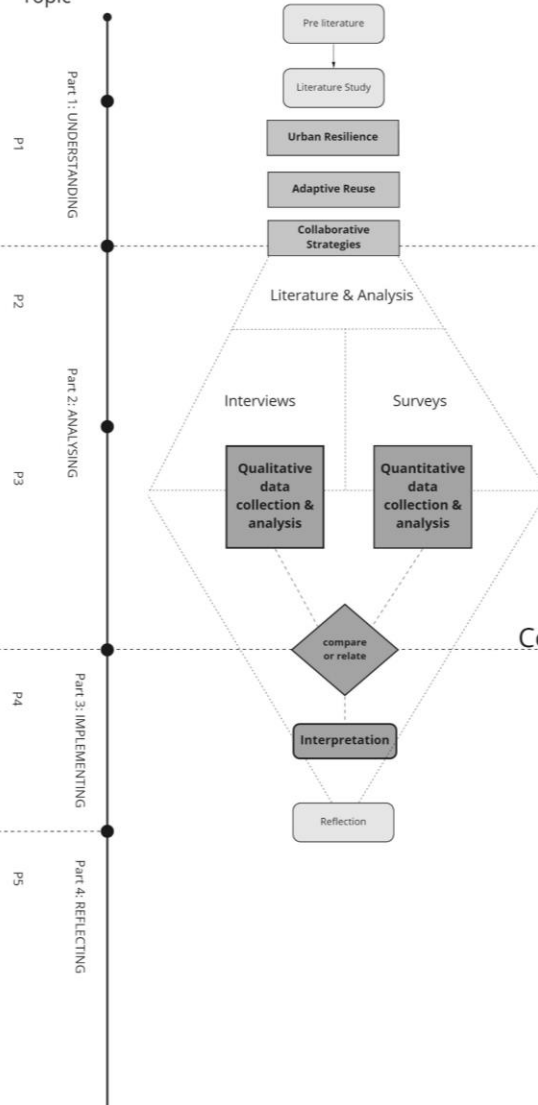 Topic
Pre literature
Literature Study
Urban Resilience
Adaptive Reuse
Collaborative
Strategies
Part 1: UNDERSTANDING
P1
Literature & Analysis
P2
Interviews
Surveys
Part 2: ANALYSING
P3
Qualitative
data
collection &
analysis
Quantitative
data
collection &
analysis
compare
or relate
Part 3: IMPLEMENTING
P4
Interpretation
Reflection
Part 4: REFLECTING
P5